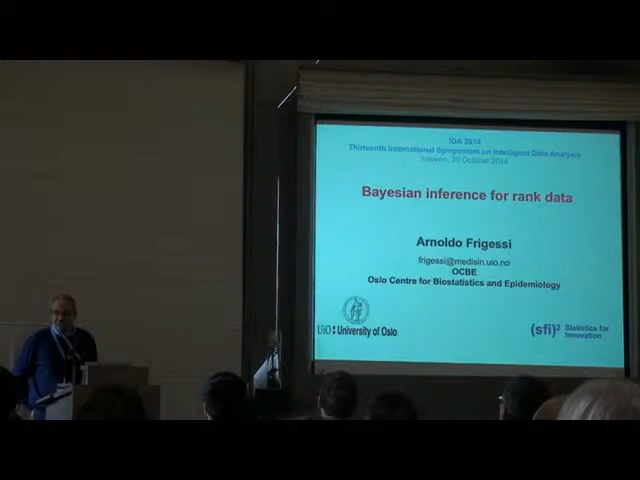 IDA 2014
Thirteenth International Symposium on Intelligent Data Analysis
Leuven, 30 October 2014
Bayesian inference for rank data
Arnoldo Frigessi
frigessi@medisin.uio.no
OCBE
Oslo Centre for Biostatistics and Epidemiology
UiO: University of Oslo
(sfi)² Statistics for
Innovation